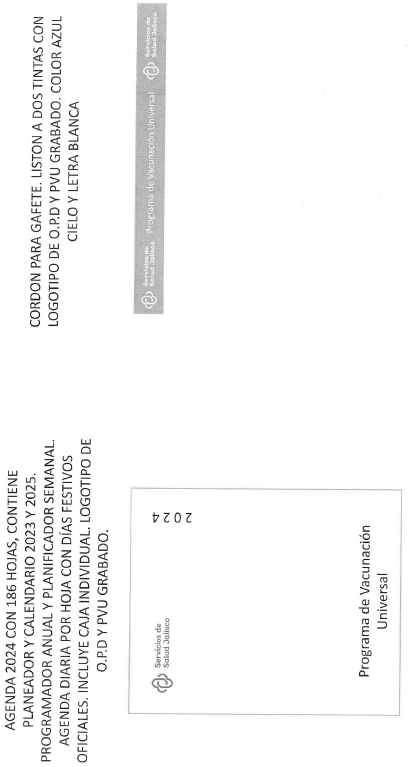 AGENDA 2024 CON 186 HOJAS, CONTIENE
PLANEADOR Y CALENDARIO 2023 Y 2025.
PROGRAMADOR ANUAL Y PLANIFICADOR SEMANAL.
AGENDA DIARIA POR HOJA CON DÍAS FESTIVOS
OFICIALES. INCLUYE CAJA INDIVIDUAL. LOGOTIPO DE
O.P.D Y PVU GRABADO.
Servicios de
Salud Jalisco
2024
Programa de Vacunación
Universal
CORDON PARA GAFETE. LISTON A DOS TINTAS CON
LOGOTIPO DE O.P.D Y PVU GRABADO. COLOR AZUL
CIELO Y LETRA BLANCA
Servicios de
Salud Jalisco
Programa de Vacunación Universal
Servicios de
Salud Jalisco